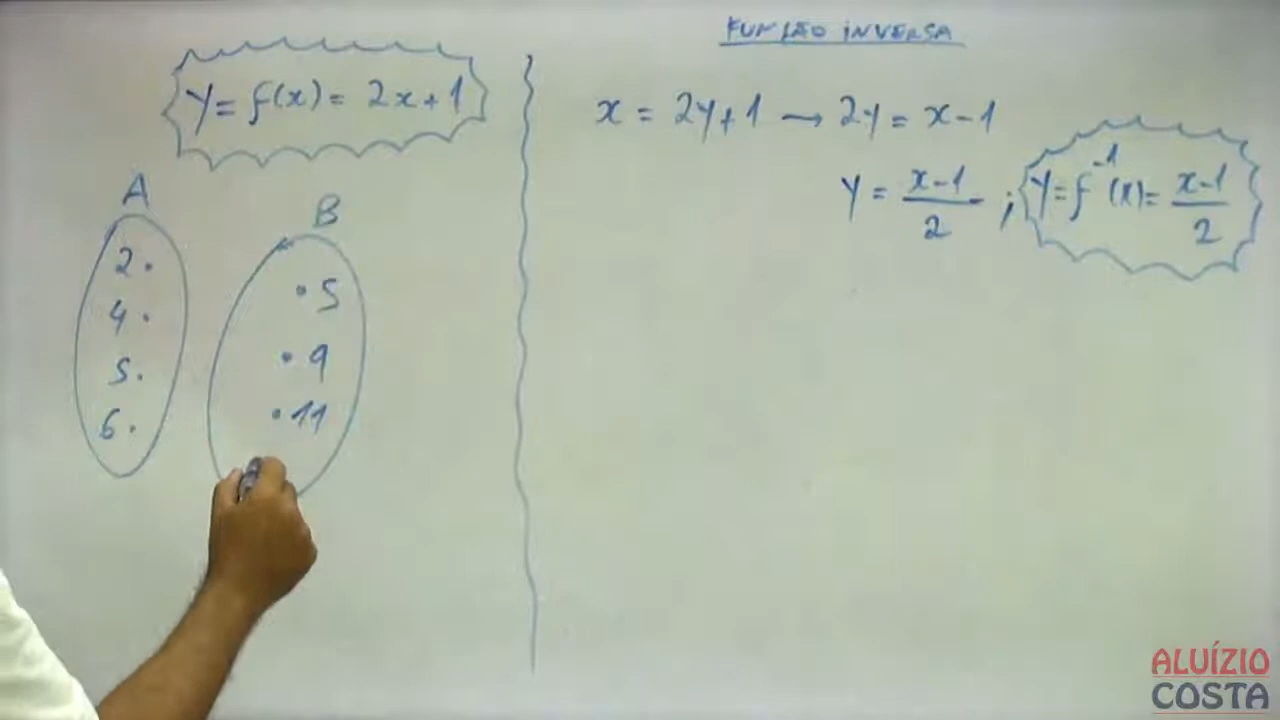 Y = f(x) = 2x+1
A
2.
4.
5.
6.
B
.5
.9
.11
FUNÇÃO INVERSA
x = 2y+1 → 2y = x-1
Y = x-1/2 ; Y = f⁻¹(x) = x-1/2
ALUÍZIO
COSTA